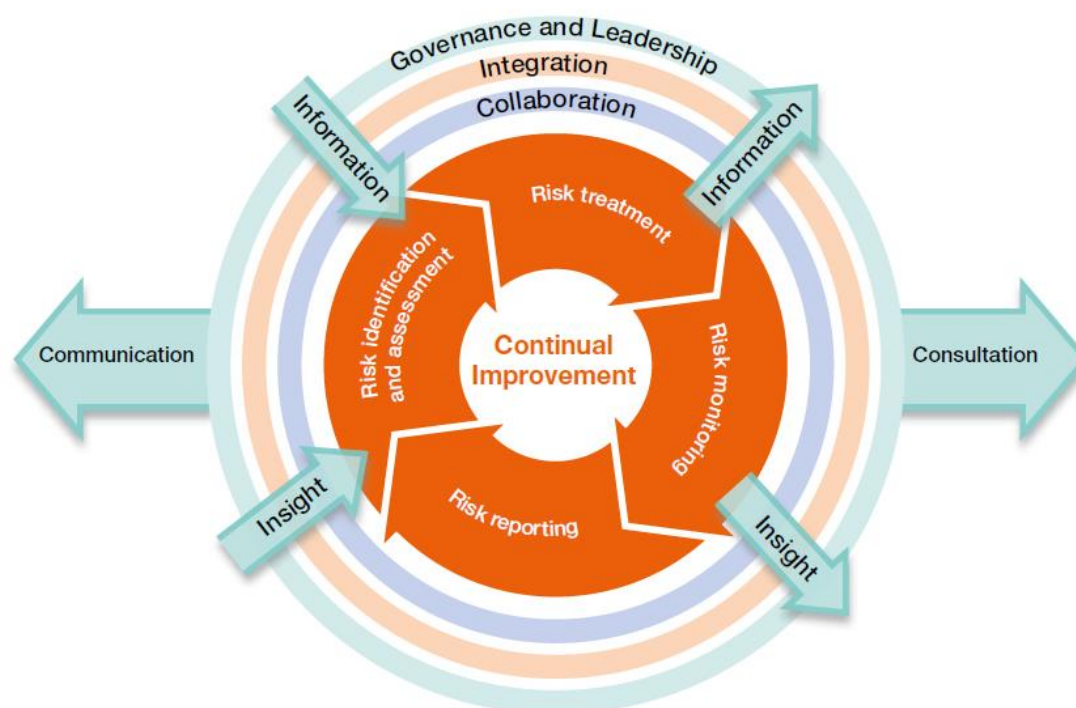 Governance and Leadership
Integration
Collaboration
Information
Information
Risk treatment
Risk identification
and assessment
Continual
Improvement
Risk monitoring
Communication
Consultation
Risk reporting
Insight
Insight